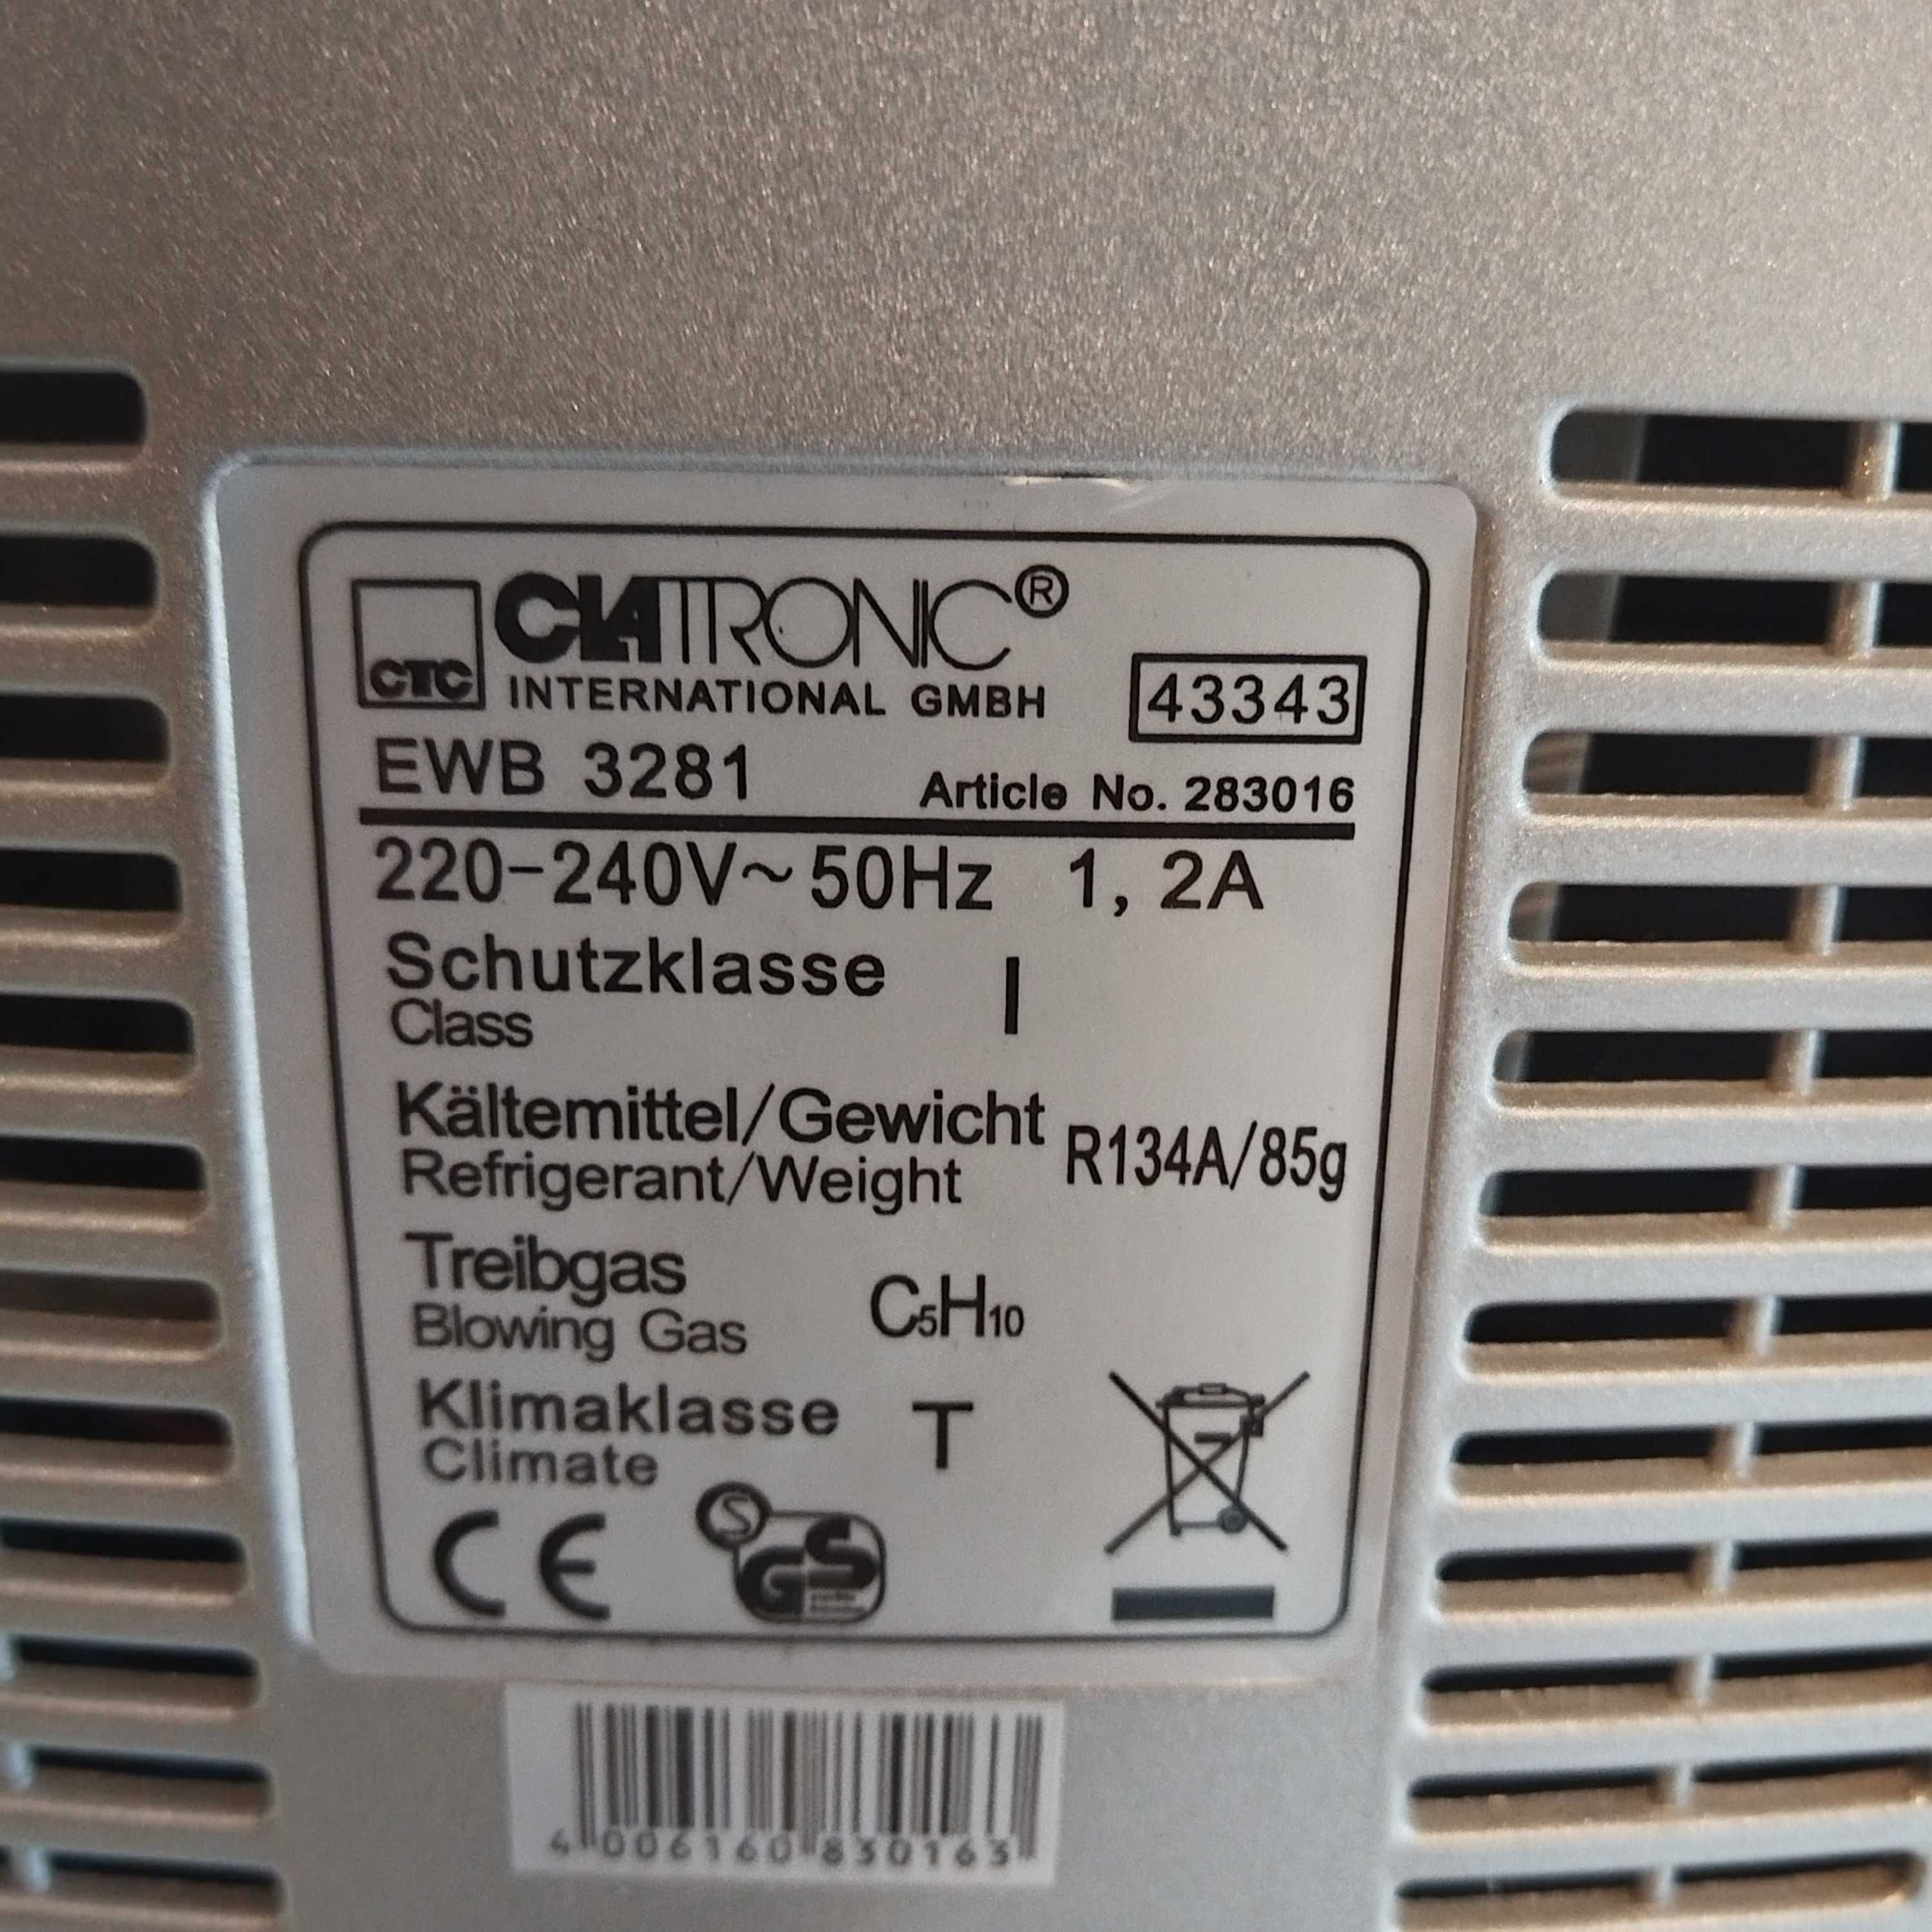 CLATRONIC®
CTC
INTERNATIONAL GMBH
43343
EWB 3281
Article No. 283016
220-240V~50Hz 1, 2A
Schutzklasse I
Class
Kältemittel/Gewicht R134A/85g
Refrigerant/Weight
Treibgas
Blowing Gas C5H10
Klimaklasse T
Climate
CE
S
GS
4 006160 830163